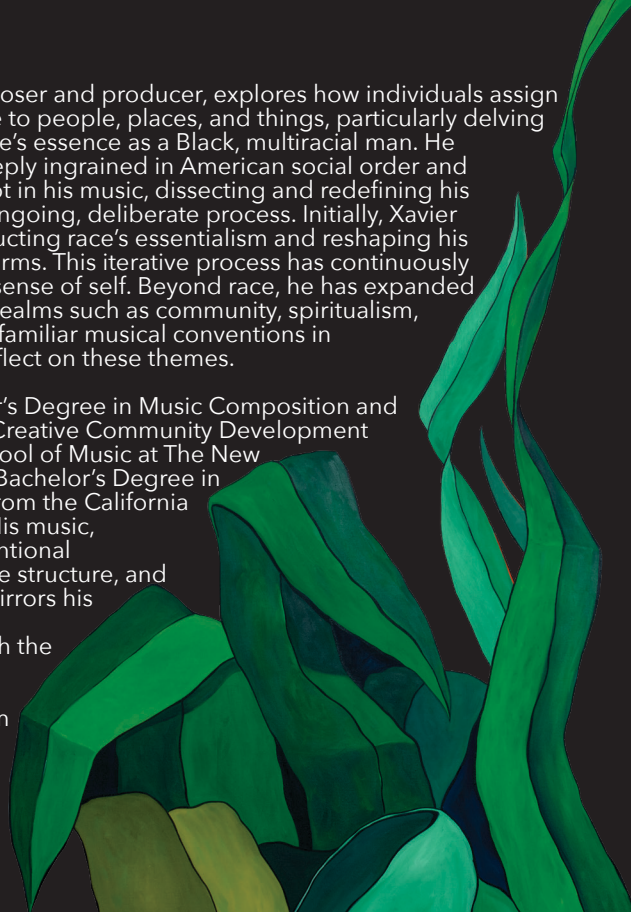 oser and producer, explores how individuals assign
e to people, places, and things, particularly delving
e’s essence as a Black, multiracial man. He
eply ingrained in American social order and
pt in his music, dissecting and redefining his
ngoing, deliberate process. Initially, Xavier
ucting race’s essentialism and reshaping his
rms. This iterative process has continuously
sense of self. Beyond race, he has expanded
ealms such as community, spiritualism,
familiar musical conventions in
flect on these themes.
r’s Degree in Music Composition and
Creative Community Development
ool of Music at The New
Bachelor’s Degree in
rom the California
His music,
ntional
e structure, and
irrors his
h the
n